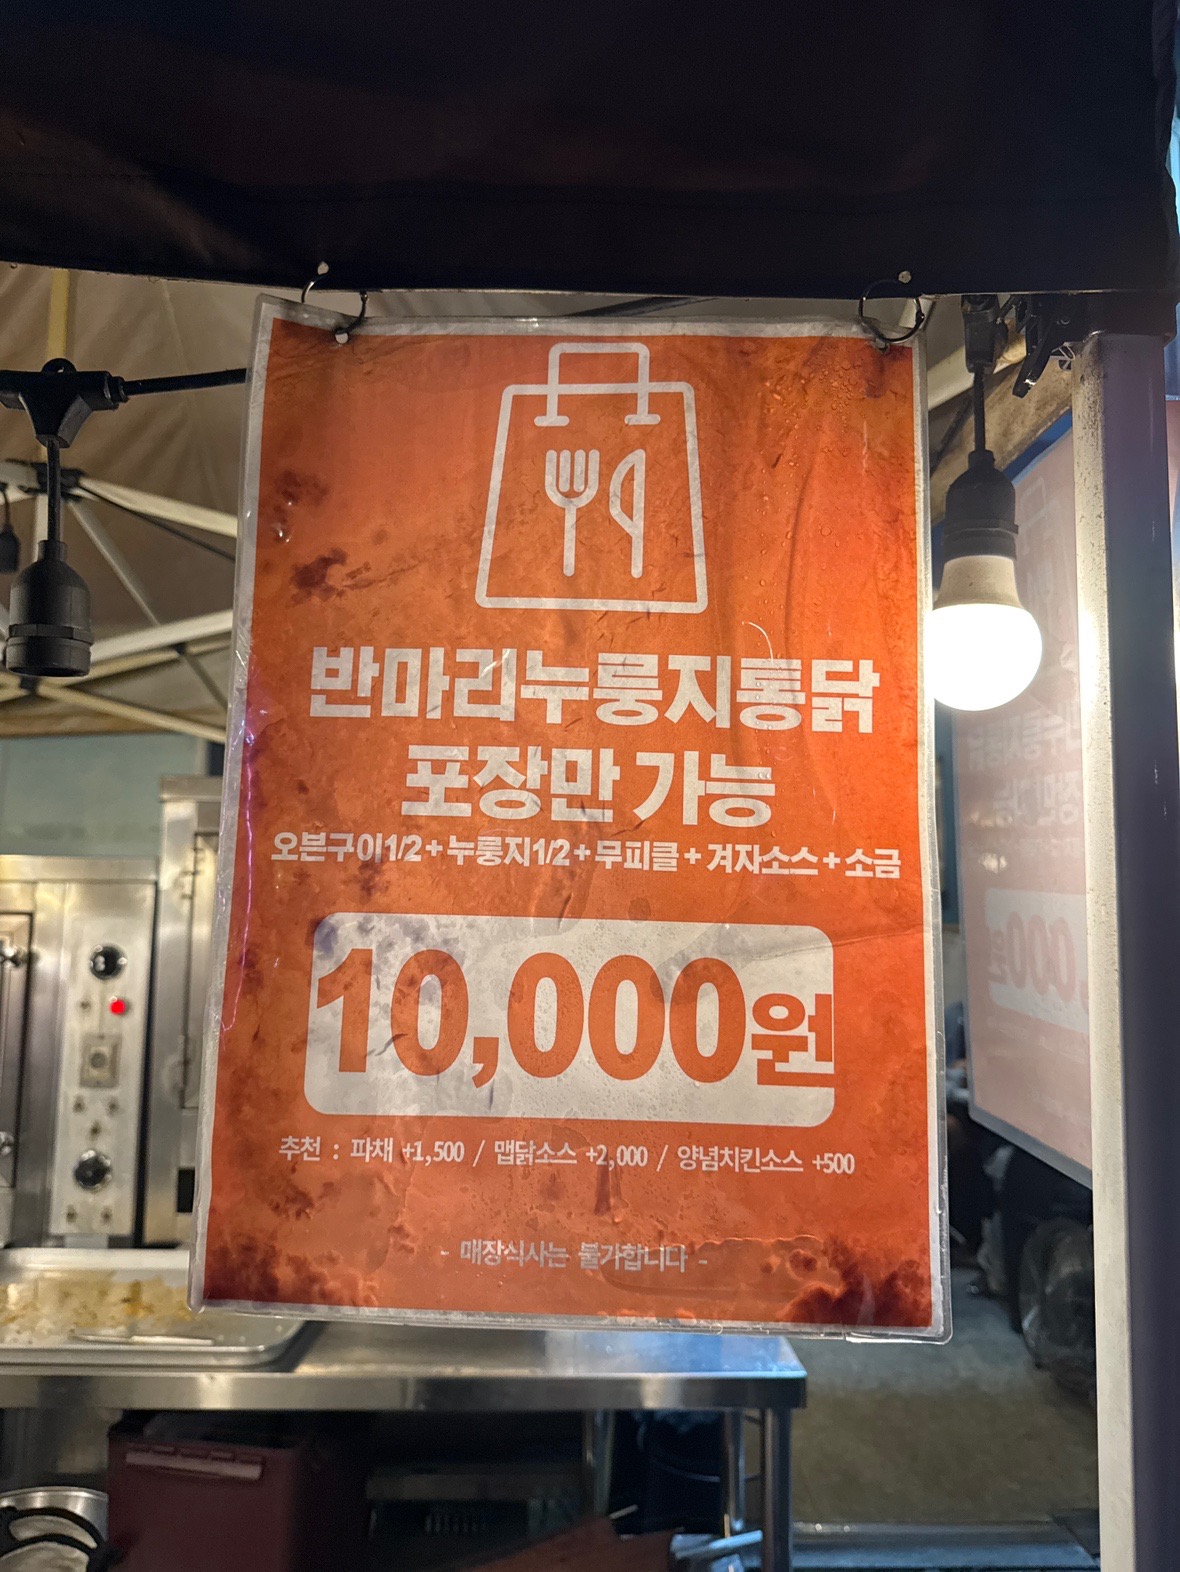 반마리누룽지통닭
포장만 가능
오븐구이1/2+누룽지1/2+무피클+겨자소스+소금
10,000원
추천 : 파채 +1,500 / 맵닭소스 +2,000 / 양념치킨소스 +500
- 매장식사는 불가합니다 -